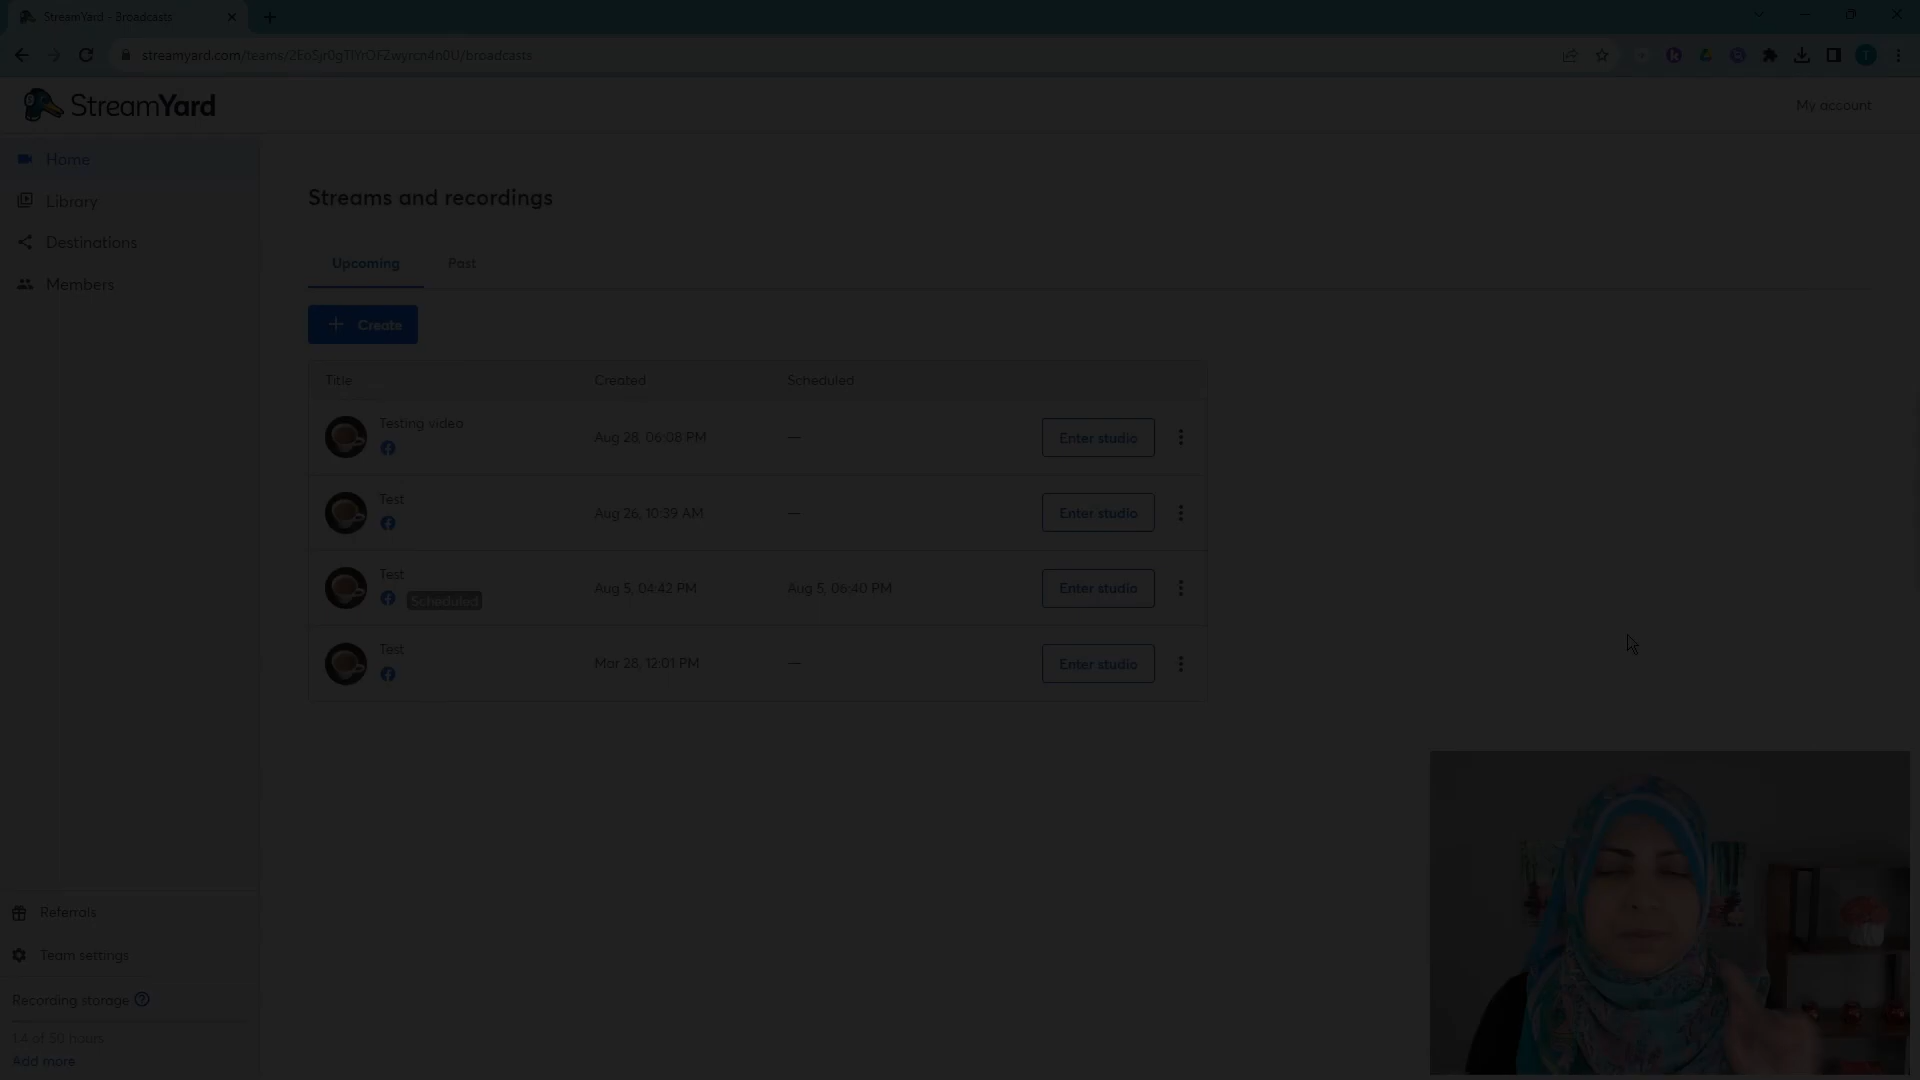 StreamYard - Broadcasts
streamyard.com/teams/2Eo5jr0gTlYrOFZwyrcn4n0U/broadcasts
StreamYard
My account
Home
Library
Destinations
Members
Streams and recordings
Upcoming
Past
Create
Title
Created
Scheduled
Testing video
Aug 28, 06:08 PM
—
Enter studio
Test
Aug 26, 10:39 AM
—
Enter studio
Test
Scheduled
Aug 5, 04:42 PM
Aug 5, 06:40 PM
Enter studio
Test
Mar 28, 12:01 PM
—
Enter studio
Referrals
Team settings
Recording storage
1.4 of 50 hours
Add more